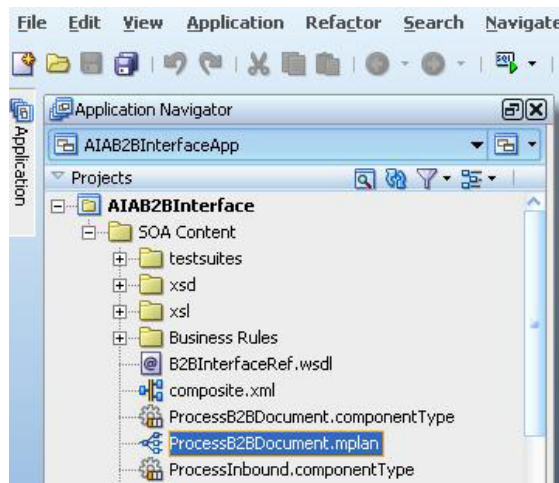 File Edit View Application Refactor Search Navigate
Application Navigator
Application
AIAB2BInterfaceApp
Projects
AIAB2BInterface
SOA Content
testsuites
xsd
xsl
Business Rules
B2BInterfaceRef.wsdl
composite.xml
ProcessB2BDocument.componentType
ProcessB2BDocument.mplan
ProcessInbound.componentType